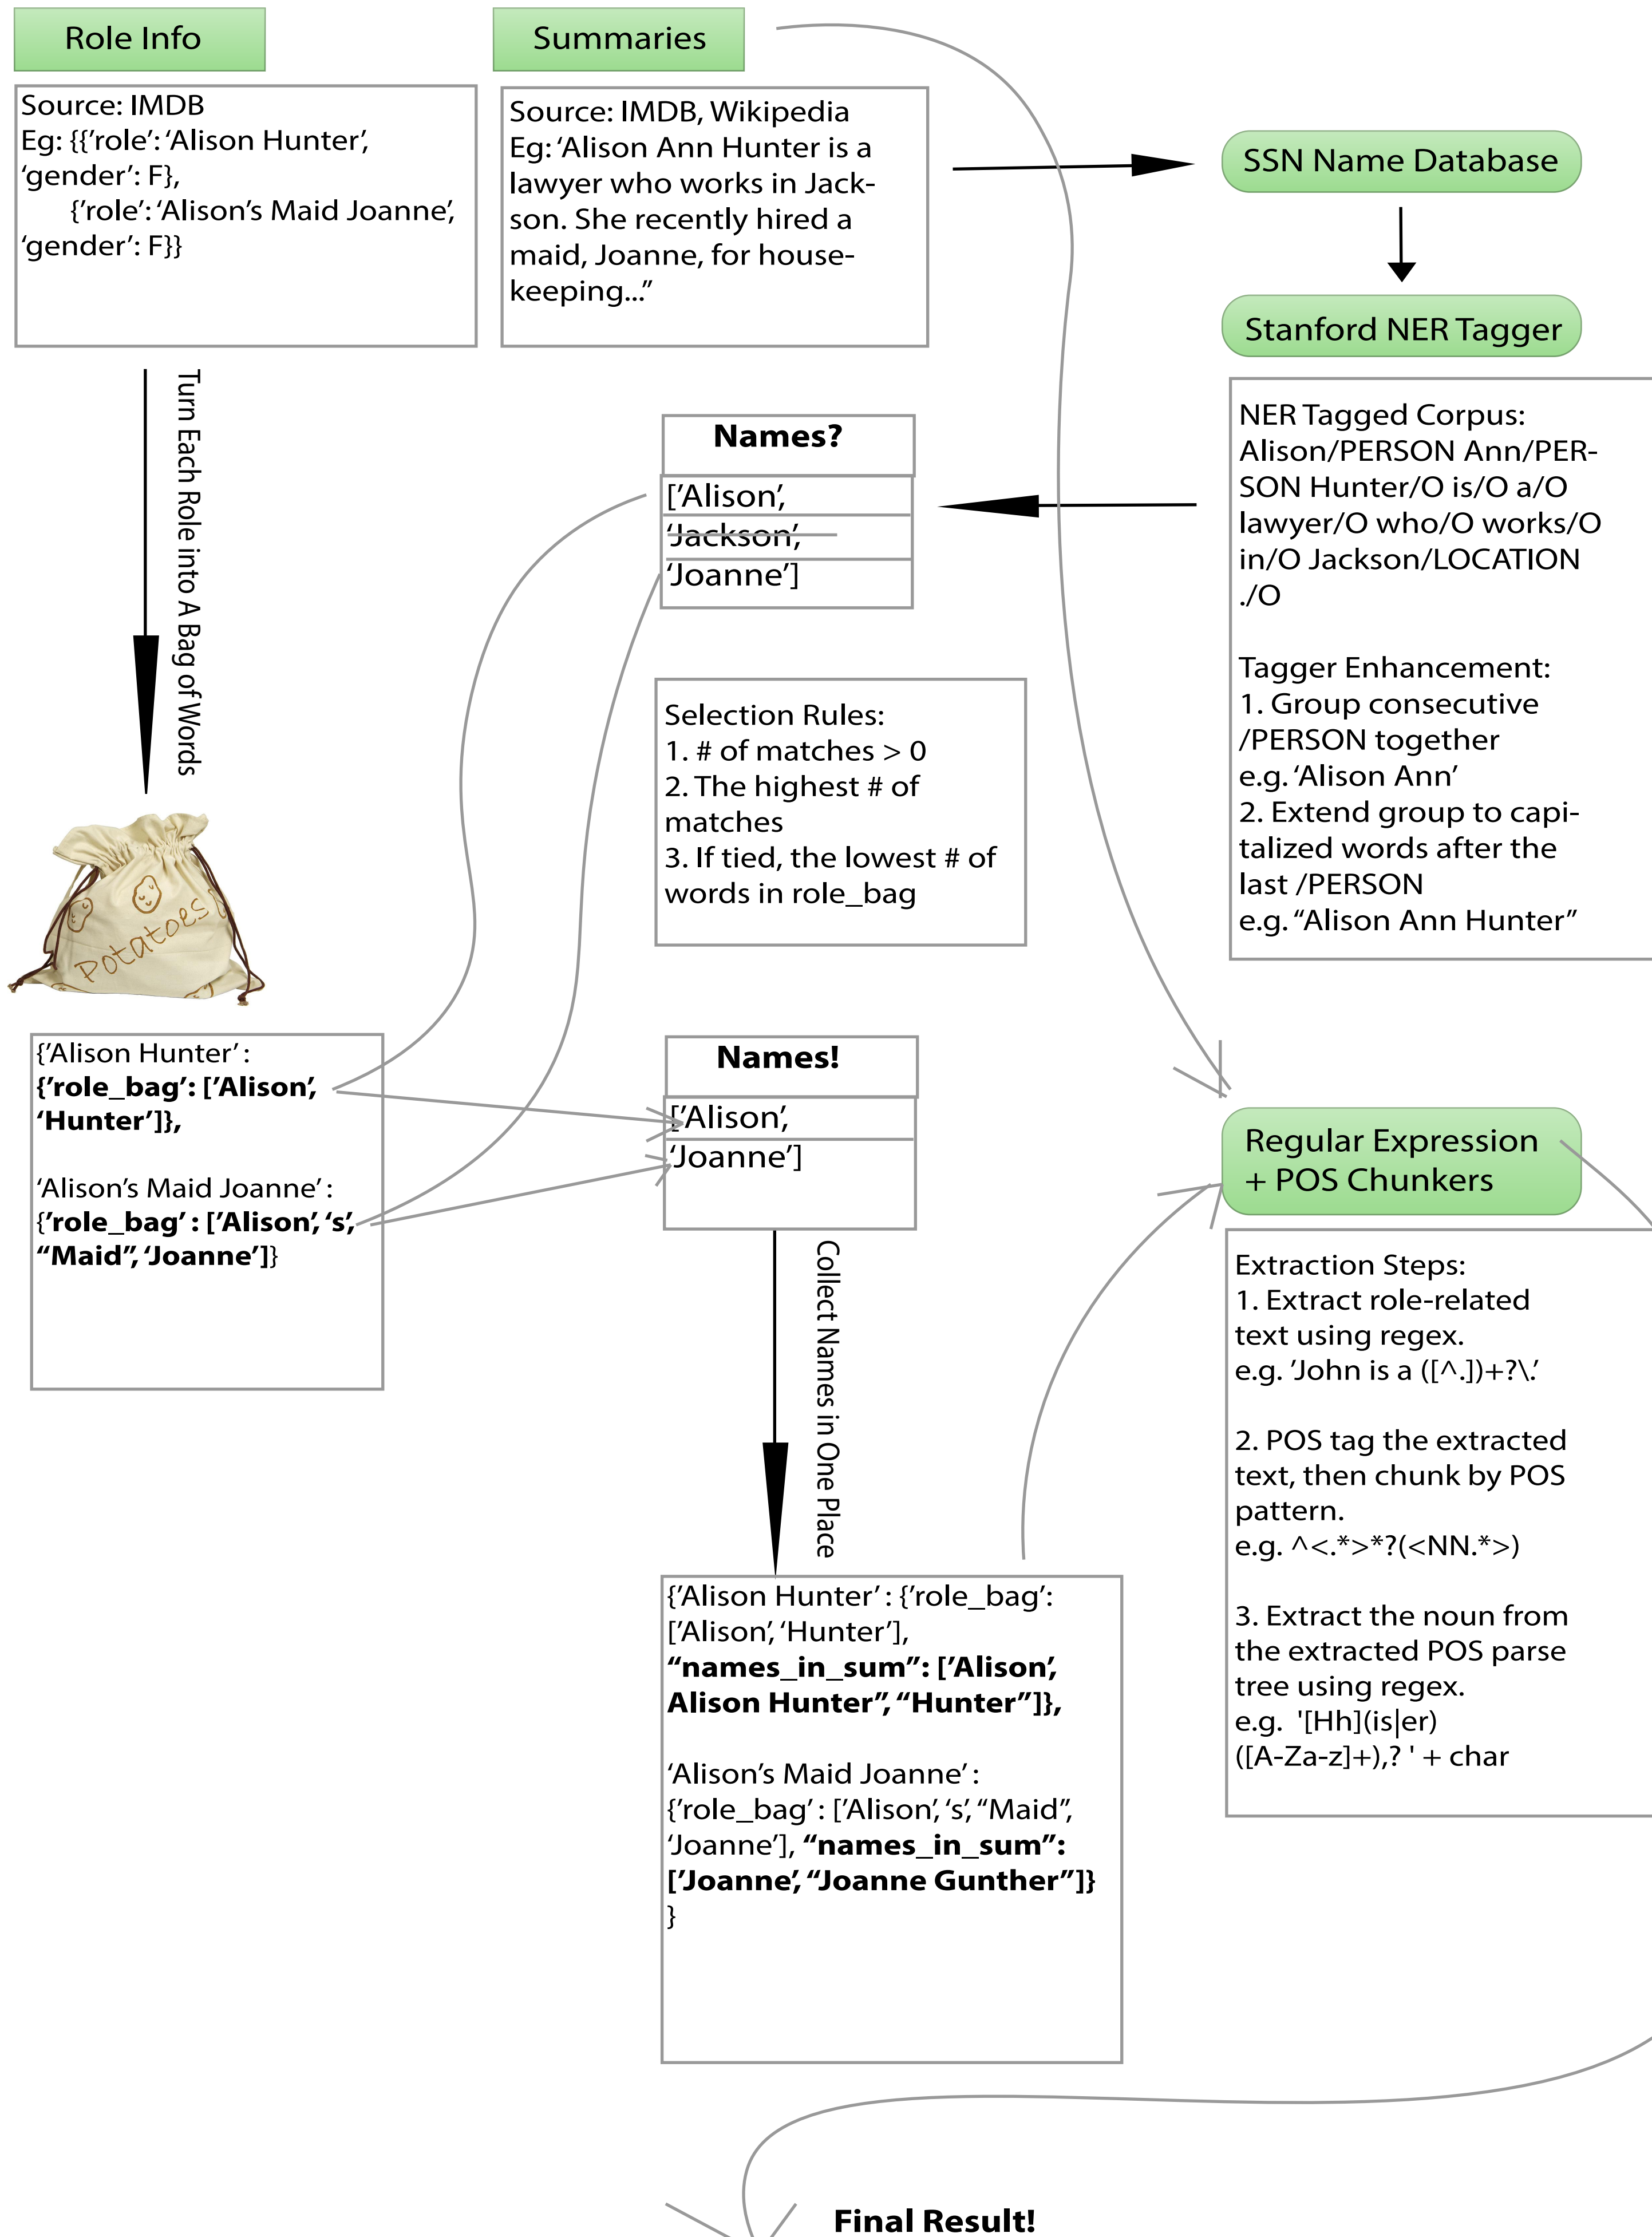 Role Info
Source: IMDB
Eg: {{'role': 'Alison Hunter',
'gender': F},
{'role': 'Alison's Maid Joanne',
'gender': F}}
Summaries
Source: IMDB, Wikipedia
Eg: 'Alison Ann Hunter is a
lawyer who works in Jack-
son. She recently hired a
maid, Joanne, for house-
keeping..."
SSN Name Database
Stanford NER Tagger
NER Tagged Corpus:
Alison/PERSON Ann/PER-
SON Hunter/O is/O a/O
lawyer/O who/O works/O
in/O Jackson/LOCATION
./O
Tagger Enhancement:
1. Group consecutive
/PERSON together
e.g. 'Alison Ann'
2. Extend group to capi-
talized words after the
last /PERSON
e.g. "Alison Ann Hunter"
Turn Each Role into A Bag of Words
Names?
['Alison',
'Jackson',
'Joanne']
Selection Rules:
1. # of matches > 0
2. The highest # of
matches
3. If tied, the lowest # of
words in role_bag
Potatoes
{'Alison Hunter' :
{'role_bag': ['Alison',
'Hunter']},
'Alison's Maid Joanne' :
{'role_bag' : ['Alison', 's',
"Maid", 'Joanne']}
Names!
['Alison',
'Joanne']
Collect Names in One Place
{'Alison Hunter' : {'role_bag':
['Alison', 'Hunter'],
"names_in_sum": ['Alison',
Alison Hunter", "Hunter"]},
'Alison's Maid Joanne' :
{'role_bag' : ['Alison', 's', "Maid",
'Joanne'], "names_in_sum":
['Joanne', "Joanne Gunther"]}
}
Regular Expression
+ POS Chunkers
Extraction Steps:
1. Extract role-related
text using regex.
e.g. 'John is a ([^.])+?\.'
2. POS tag the extracted
text, then chunk by POS
pattern.
e.g. ^<.*>*?(<NN.*>)
3. Extract the noun from
the extracted POS parse
tree using regex.
e.g. '[Hh](is|er)
([A-Za-z]+),? ' + char
Final Result!